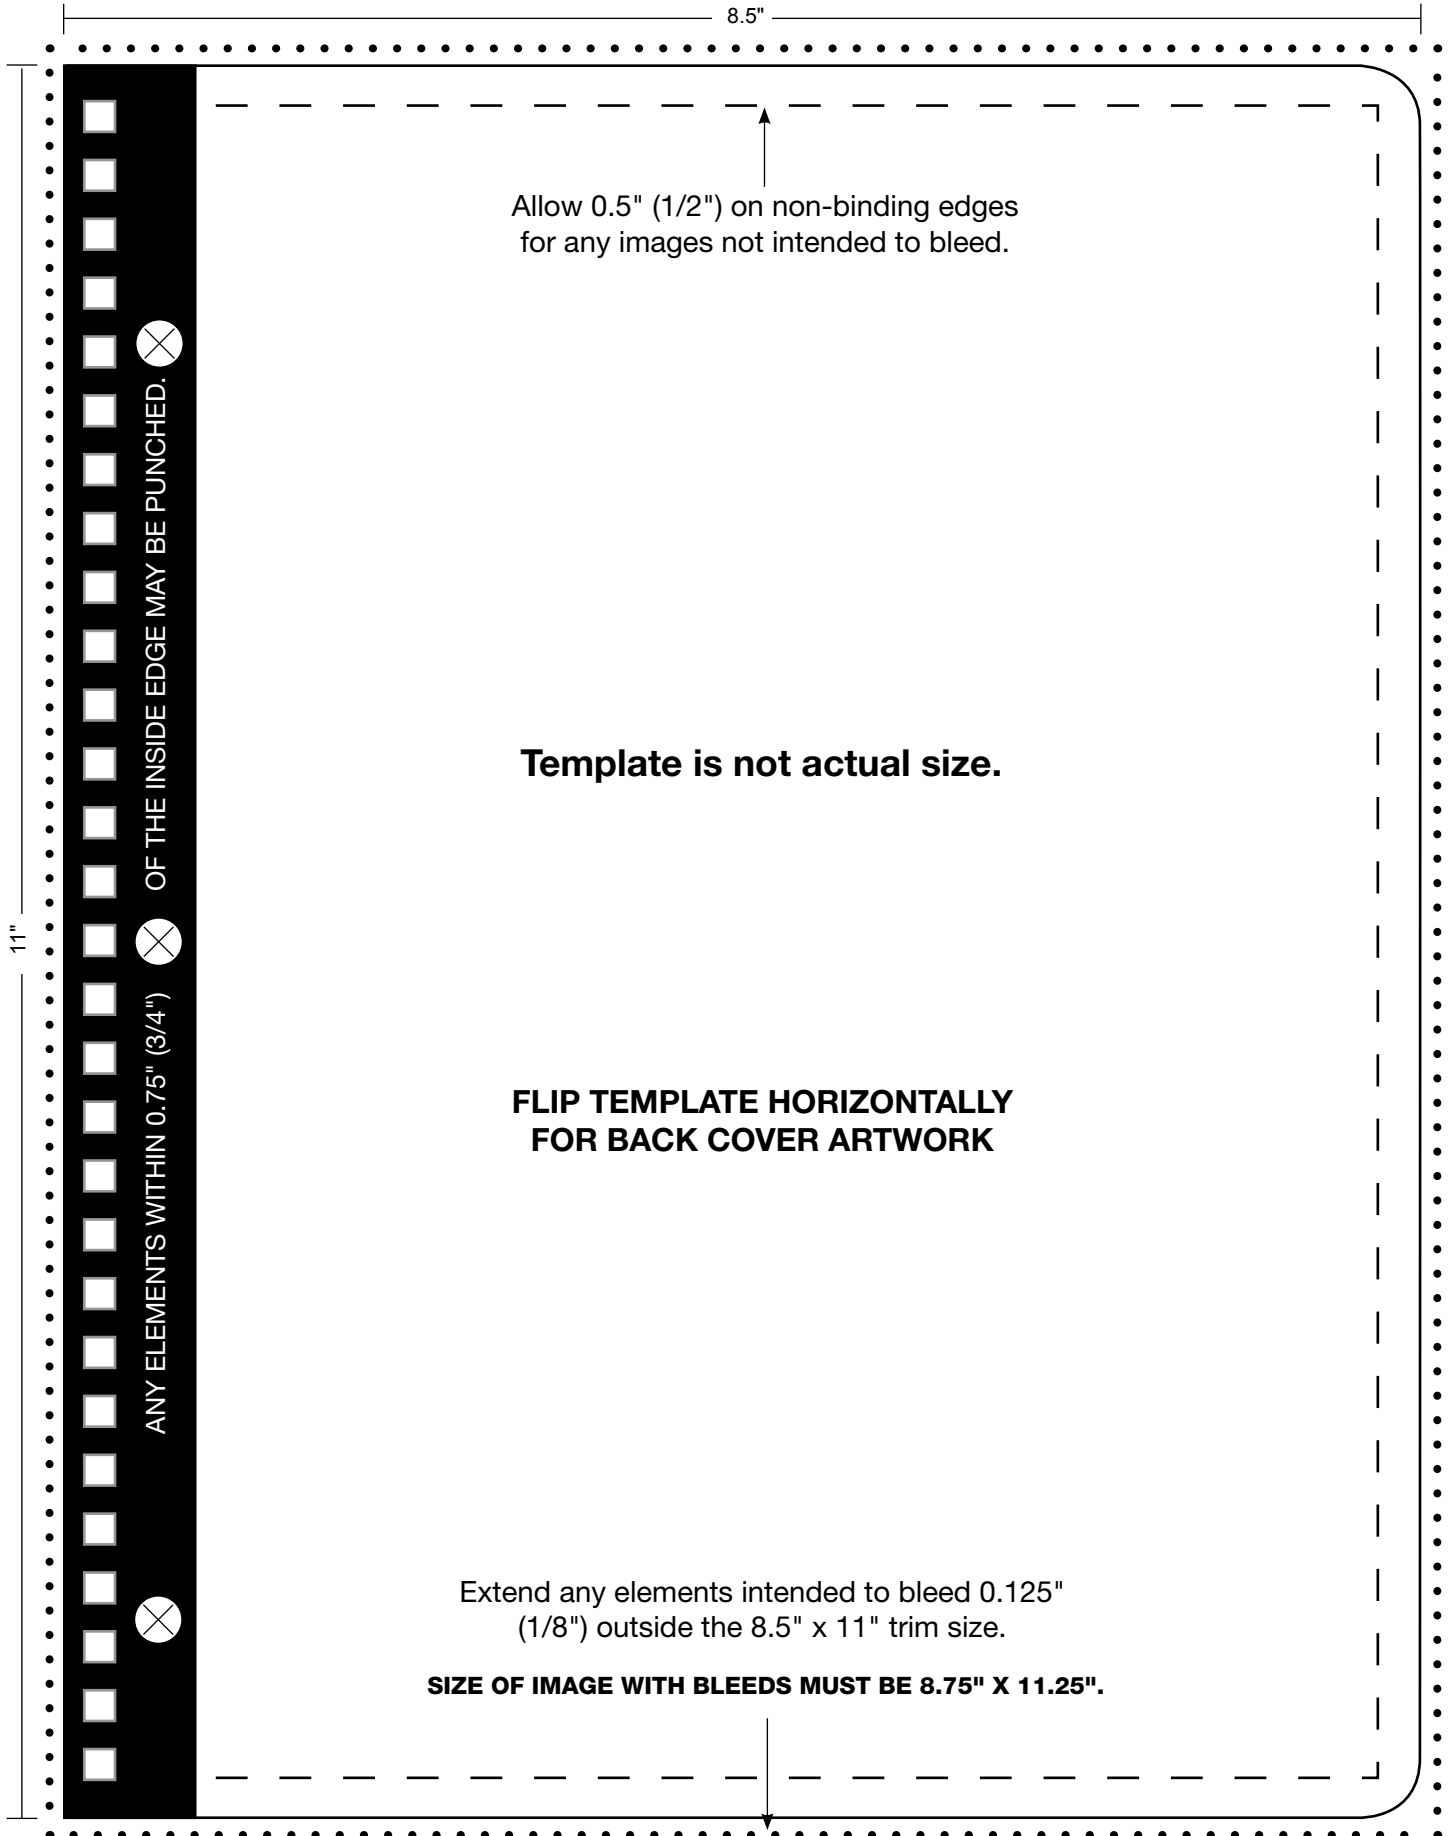 8.5"
Allow 0.5" (1/2") on non-binding edges
for any images not intended to bleed.
11"
ANY ELEMENTS WITHIN 0.75" (3/4") OF THE INSIDE EDGE MAY BE PUNCHED.
Template is not actual size.
FLIP TEMPLATE HORIZONTALLY
FOR BACK COVER ARTWORK
Extend any elements intended to bleed 0.125"
(1/8") outside the 8.5" x 11" trim size.
SIZE OF IMAGE WITH BLEEDS MUST BE 8.75" X 11.25".